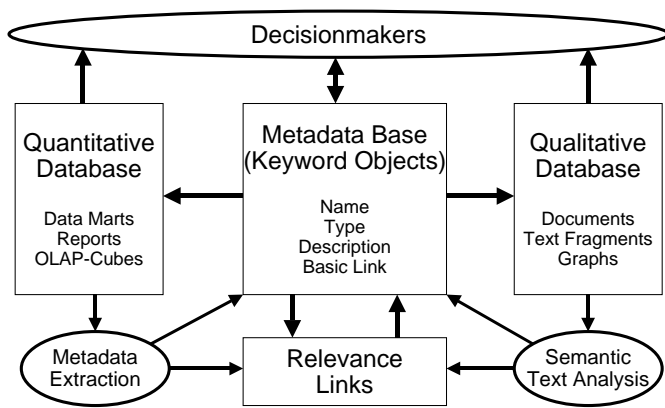 Decisionmakers
Quantitative
Database
Data Marts
Reports
OLAP-Cubes
Metadata Base
(Keyword Objects)
Name
Type
Description
Basic Link
Qualitative
Database
Documents
Text Fragments
Graphs
Metadata
Extraction
Relevance
Links
Semantic
Text Analysis